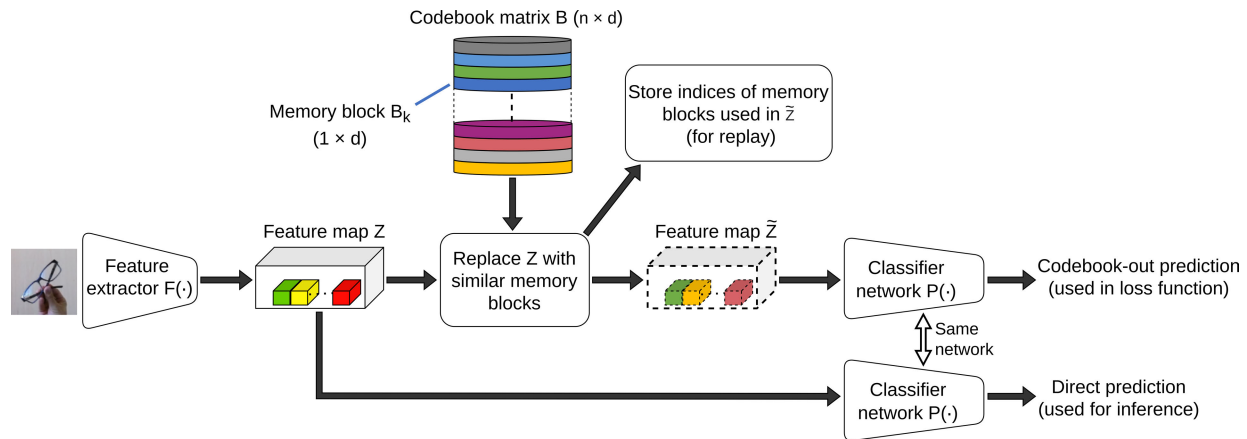 Codebook matrix B (n × d)
Memory block Bₖ
(1 × d)
Store indices of memory
blocks used in Z̃
(for replay)
Feature
extractor F(·)
Feature map Z
Replace Z with
similar memory
blocks
Feature map Z̃
Classifier
network P(·)
Codebook-out prediction
(used in loss function)
Same
network
Classifier
network P(·)
Direct prediction
(used for inference)